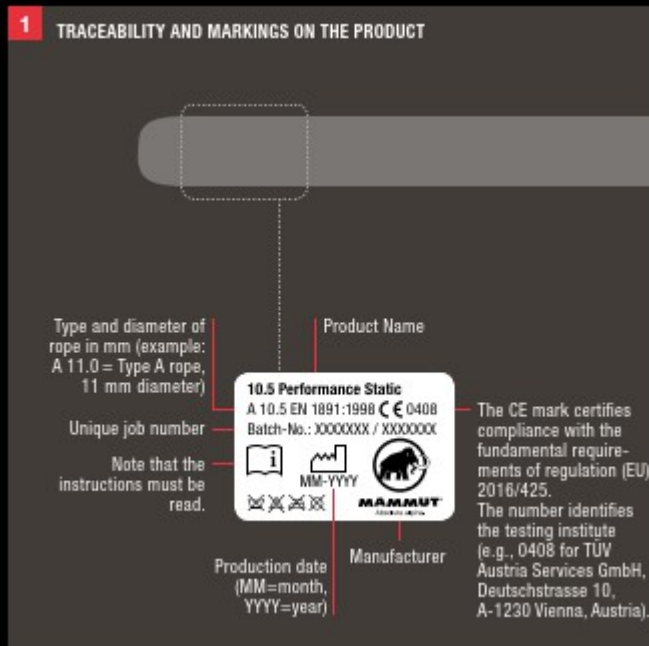 1
TRACEABILITY AND MARKINGS ON THE PRODUCT
Type and diameter of
rope in mm (example:
A 11.0 = Type A rope,
11 mm diameter)
Product Name
Unique job number
Note that the
instructions must be
read.
10.5 Performance Static
A 10.5 EN 1891:1998 CE 0408
Batch-No.: XXXXXXX / XXXXXXX
i
MM-YYYY
MAMMUT
Production date
(MM=month,
YYYY=year)
Manufacturer
The CE mark certifies
compliance with the
fundamental require-
ments of regulation (EU)
2016/425.
The number identifies
the testing institute
(e.g., 0408 for TÜV
Austria Services GmbH,
Deutschstrasse 10,
A-1230 Vienna, Austria).